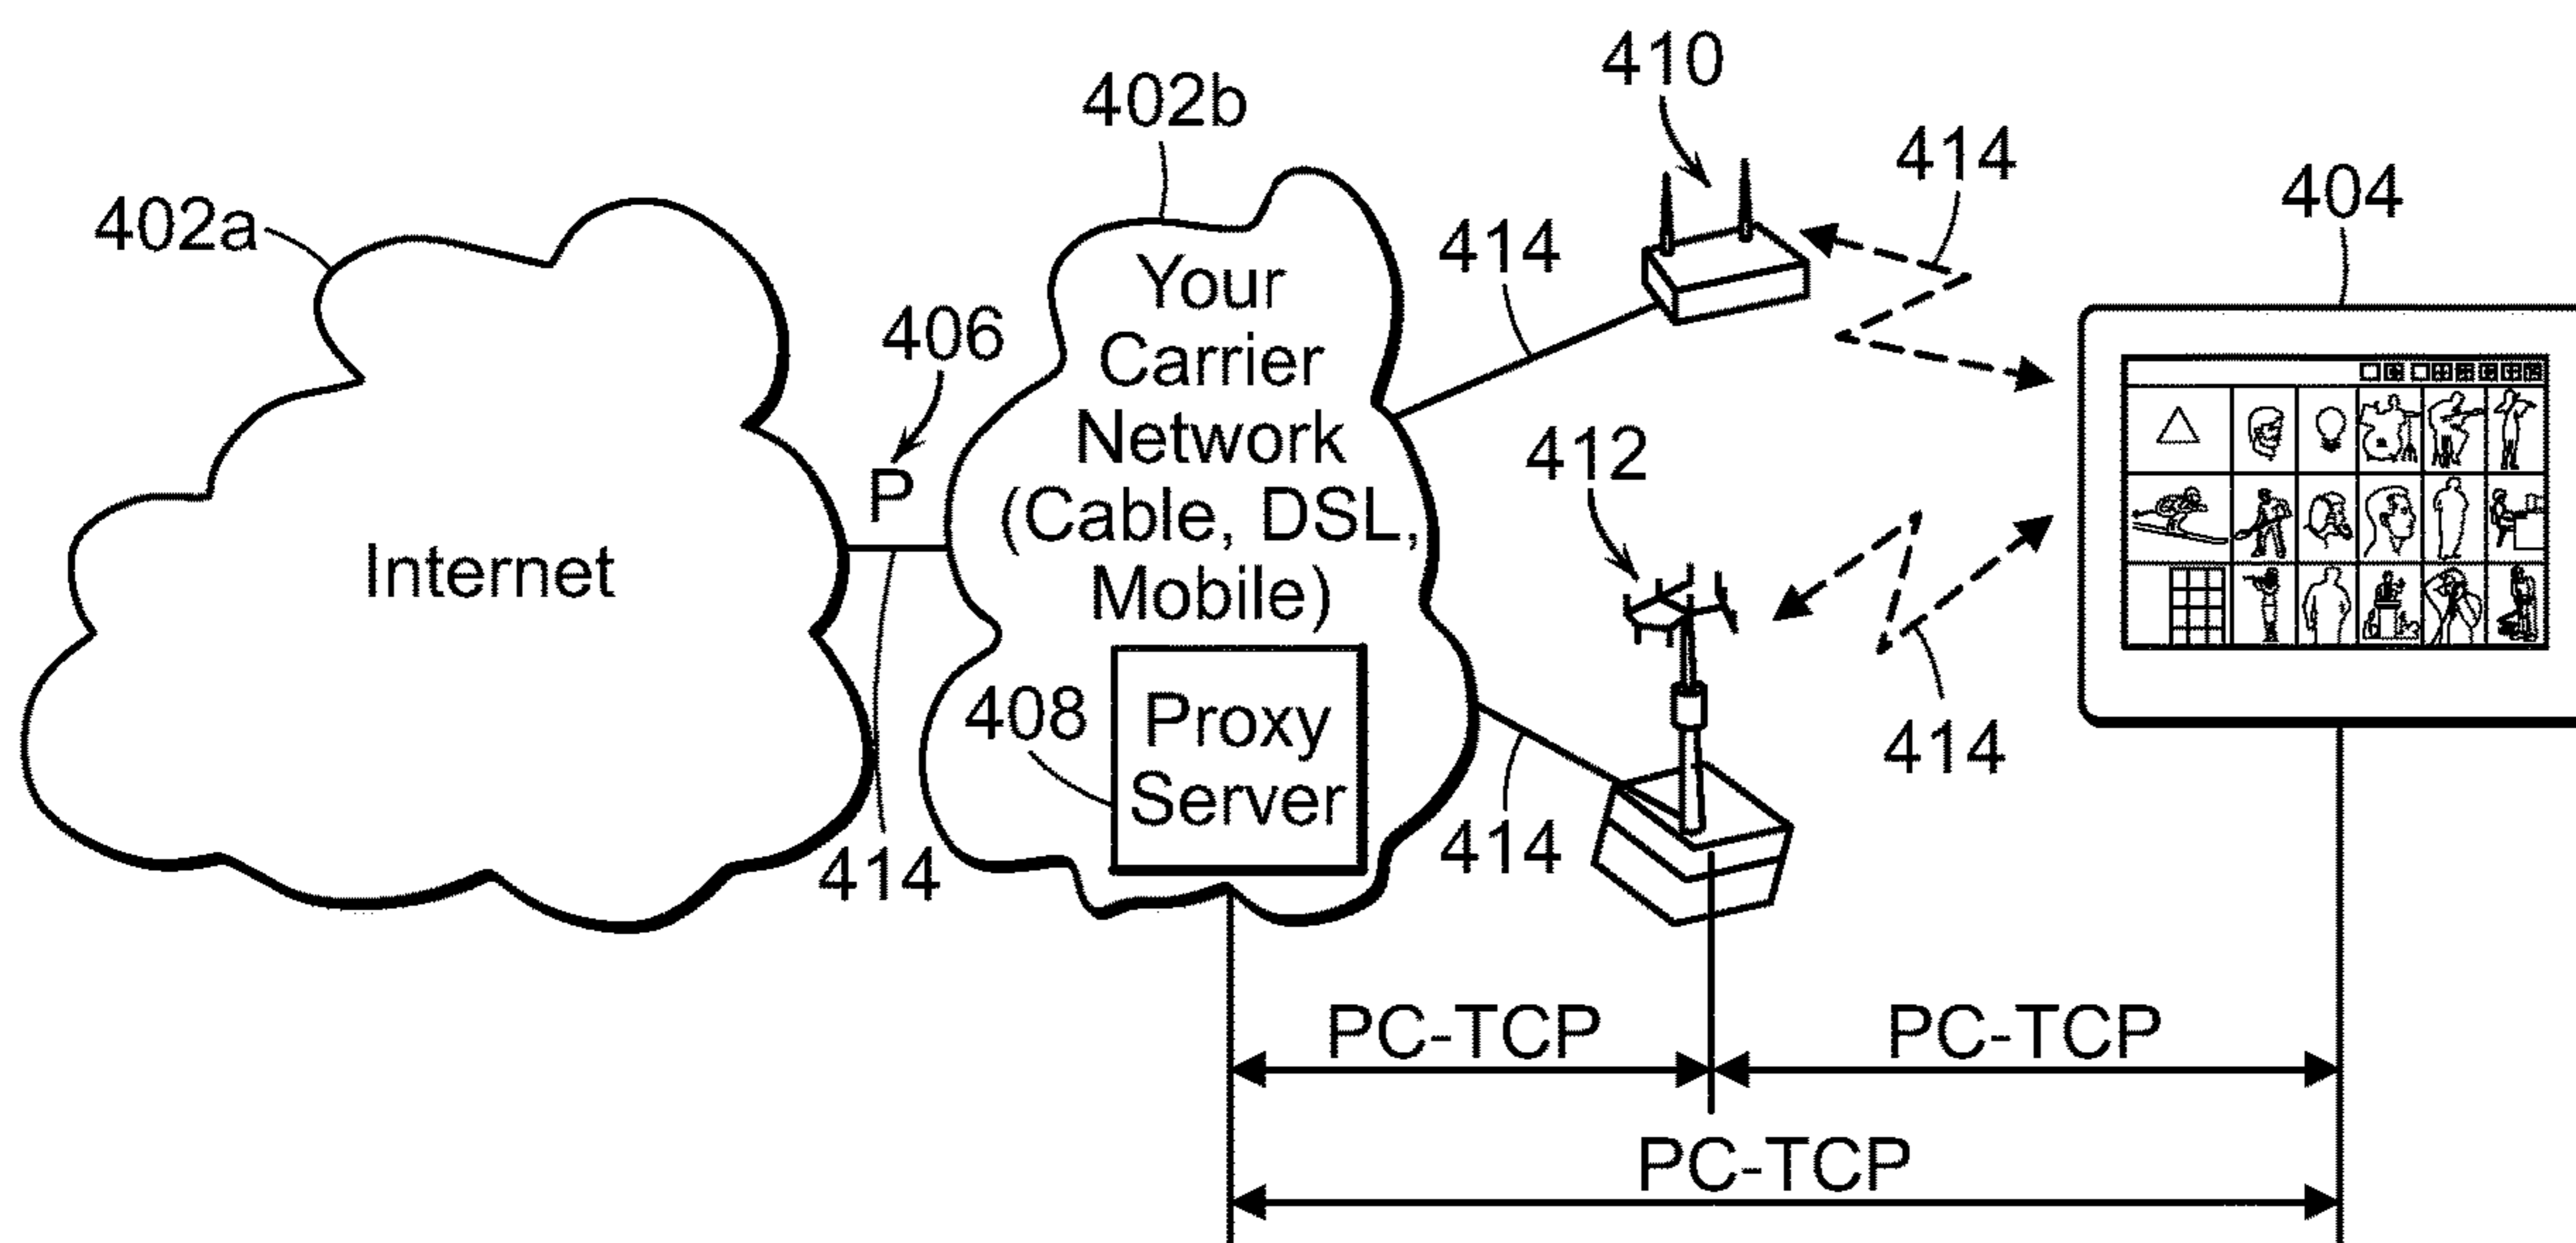 410
402b
414
404
402a
414
Your
Carrier
Network
(Cable, DSL,
Mobile)
406
P
412
Internet
408
Proxy
Server
414
414
414
PC-TCP
PC-TCP
PC-TCP